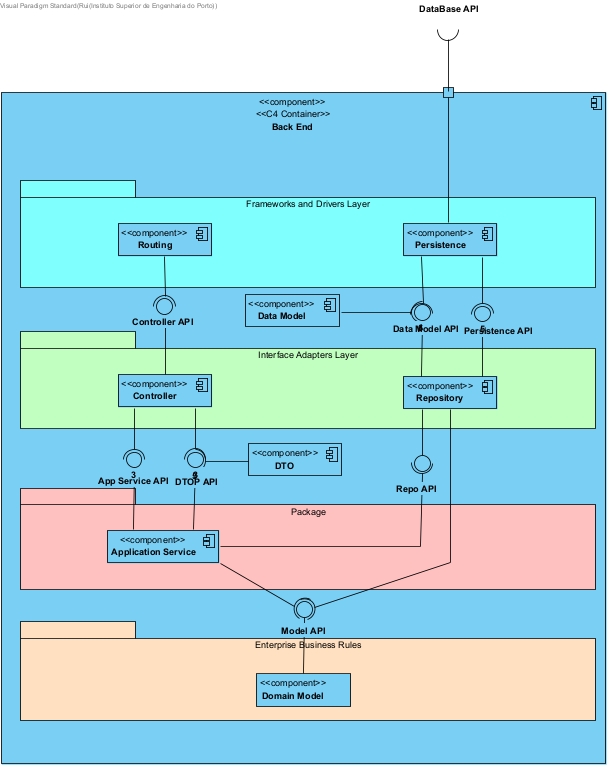 Visual Paradigm Standard(Rui(Instituto Superior de Engenharia do Porto))
DataBase API
<<component>>
<<C4 Container>>
Back End
Frameworks and Drivers Layer
<<component>>
Routing
<<component>>
Persistence
<<component>>
Data Model
Controller API
Data Model API
Persistence API
Interface Adapters Layer
<<component>>
Controller
<<component>>
Repository
<<component>>
DTO
3
App Service API
DTOP API
Repo API
Package
<<component>>
Application Service
Model API
Enterprise Business Rules
<<component>>
Domain Model